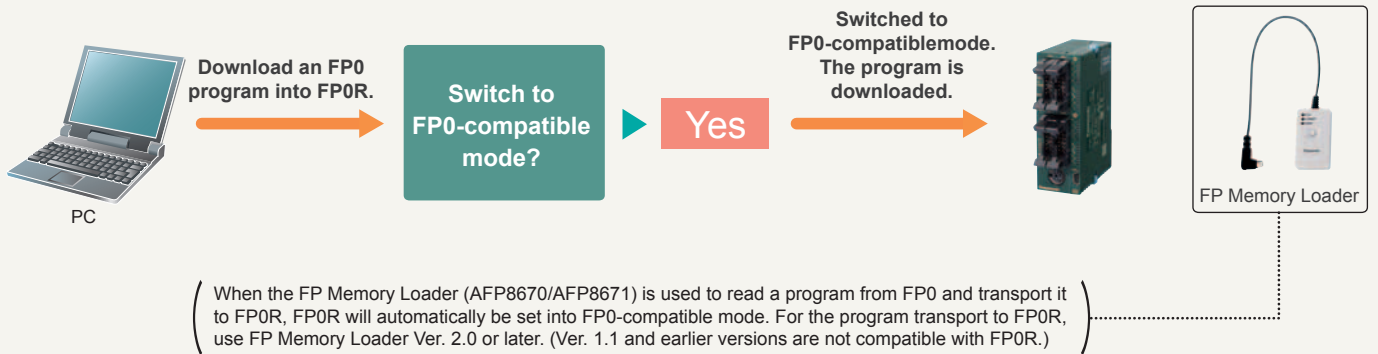 Download an FP0
program into FP0R.
Switch to
FP0-compatible
mode?
Yes
Switched to
FP0-compatiblemode.
The program is
downloaded.
PC
FP Memory Loader
When the FP Memory Loader (AFP8670/AFP8671) is used to read a program from FP0 and transport it
to FP0R, FP0R will automatically be set into FP0-compatible mode. For the program transport to FP0R,
use FP Memory Loader Ver. 2.0 or later. (Ver. 1.1 and earlier versions are not compatible with FP0R.)